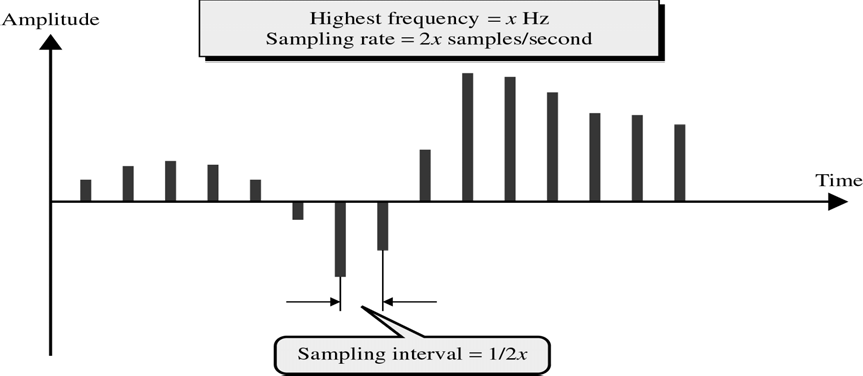 Amplitude
Highest frequency = x Hz
Sampling rate = 2x samples/second
Time
Sampling interval = 1/2x